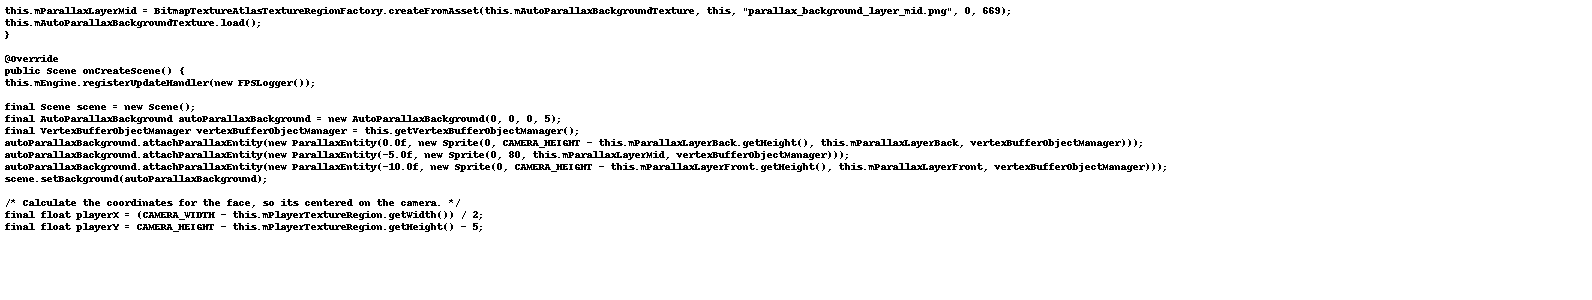 this.mParallaxLayerMid = BitmapTextureAtlasTextureRegionFactory.createFromAsset(this.mAutoParallaxBackgroundTexture, this, "parallax_background_layer_mid.png", 0, 669);
this.mAutoParallaxBackgroundTexture.load();
}

@Override
public Scene onCreateScene() {
this.mEngine.registerUpdateHandler(new FPSLogger());

final Scene scene = new Scene();
final AutoParallaxBackground autoParallaxBackground = new AutoParallaxBackground(0, 0, 0, 5);
final VertexBufferObjectManager vertexBufferObjectManager = this.getVertexBufferObjectManager();
autoParallaxBackground.attachParallaxEntity(new ParallaxEntity(0.0f, new Sprite(0, CAMERA_HEIGHT - this.mParallaxLayerBack.getHeight(), this.mParallaxLayerBack, vertexBufferObjectManager)));
autoParallaxBackground.attachParallaxEntity(new ParallaxEntity(-5.0f, new Sprite(0, 80, this.mParallaxLayerMid, vertexBufferObjectManager)));
autoParallaxBackground.attachParallaxEntity(new ParallaxEntity(-10.0f, new Sprite(0, CAMERA_HEIGHT - this.mParallaxLayerFront.getHeight(), this.mParallaxLayerFront, vertexBufferObjectManager)));
scene.setBackground(autoParallaxBackground);

/* Calculate the coordinates for the face, so its centered on the camera. */
final float playerX = (CAMERA_WIDTH - this.mPlayerTextureRegion.getWidth()) / 2;
final float playerY = CAMERA_HEIGHT - this.mPlayerTextureRegion.getHeight() - 5;